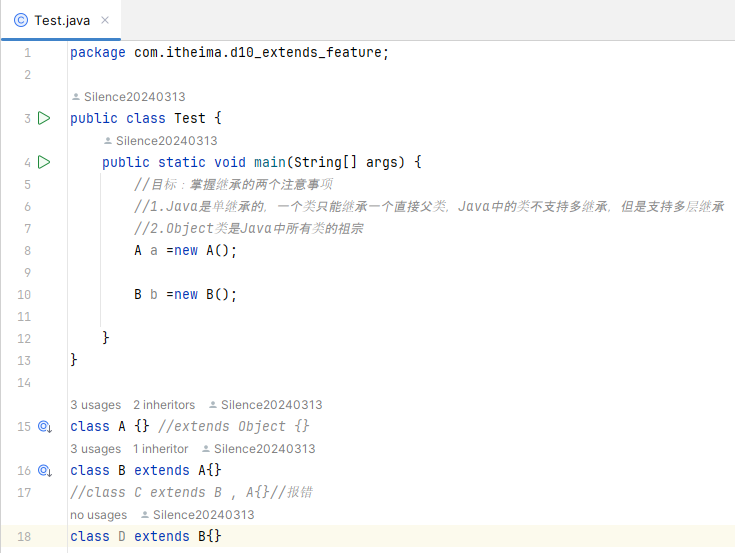 Test.java
1 package com.itheima.d10_extends_feature;
2
Silence20240313
3 public class Test {
Silence20240313
4 public static void main(String[] args) {
5 //目标：掌握继承的两个注意事项
6 //1.Java是单继承的，一个类只能继承一个直接父类，Java中的类不支持多继承，但是支持多层继承
7 //2.Object类是Java中所有类的祖宗
8 A a =new A();
9
10 B b =new B();
11
12 }
13 }
14
3 usages 2 inheritors Silence20240313
15 class A {} //extends Object {}
3 usages 1 inheritor Silence20240313
16 class B extends A{}
17 //class C extends B , A{}//报错
no usages Silence20240313
18 class D extends B{}